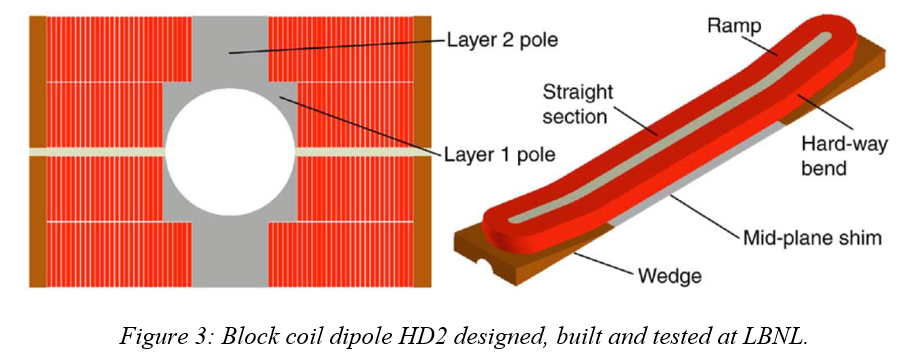 Layer 2 pole
Layer 1 pole
Ramp
Straight
section
Hard-way
bend
Mid-plane shim
Wedge
Figure 3: Block coil dipole HD2 designed, built and tested at LBNL.